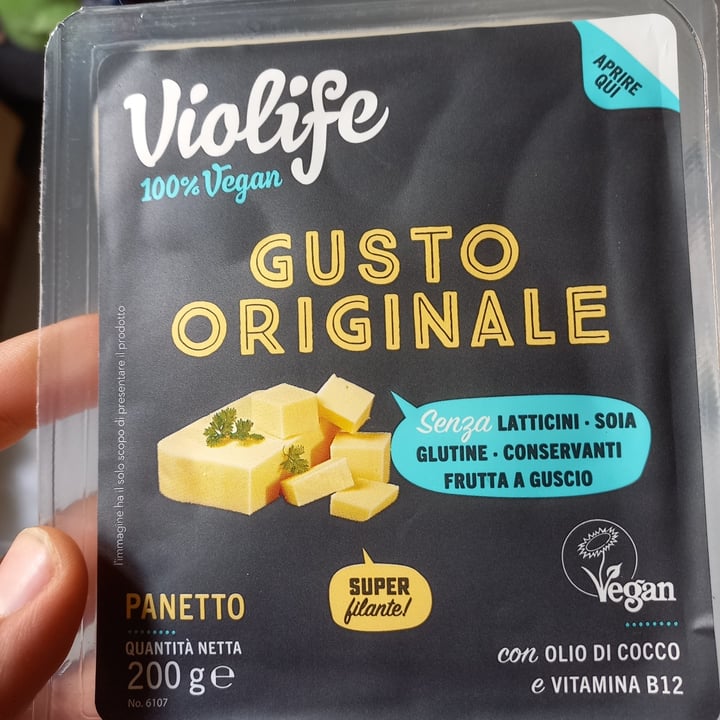 Violife
100% Vegan
APRIRE
QUI
GUSTO
ORIGINALE
l'immagine ha il solo scopo di presentare il prodotto
Senza LATTICINI · SOIA
GLUTINE · CONSERVANTI
FRUTTA A GUSCIO
SUPER
filante!
Vegan
PANETTO
QUANTITÀ NETTA
200 g e
No. 6107
con OLIO DI COCCO
e VITAMINA B12